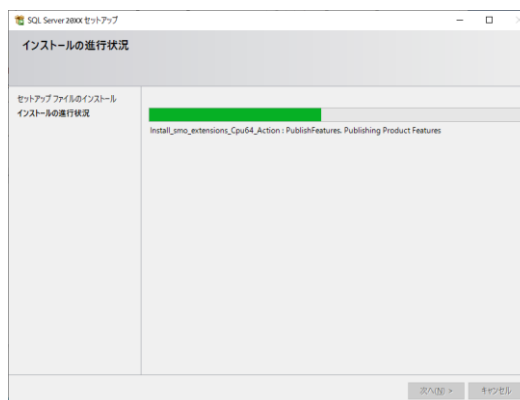 SQL Server 20XX セットアップ
インストールの進行状況
セットアップ ファイルのインストール
インストールの進行状況
Install_smo_extensions_Cpu64_Action : PublishFeatures. Publishing Product Features
次へ(N) >
キャンセル